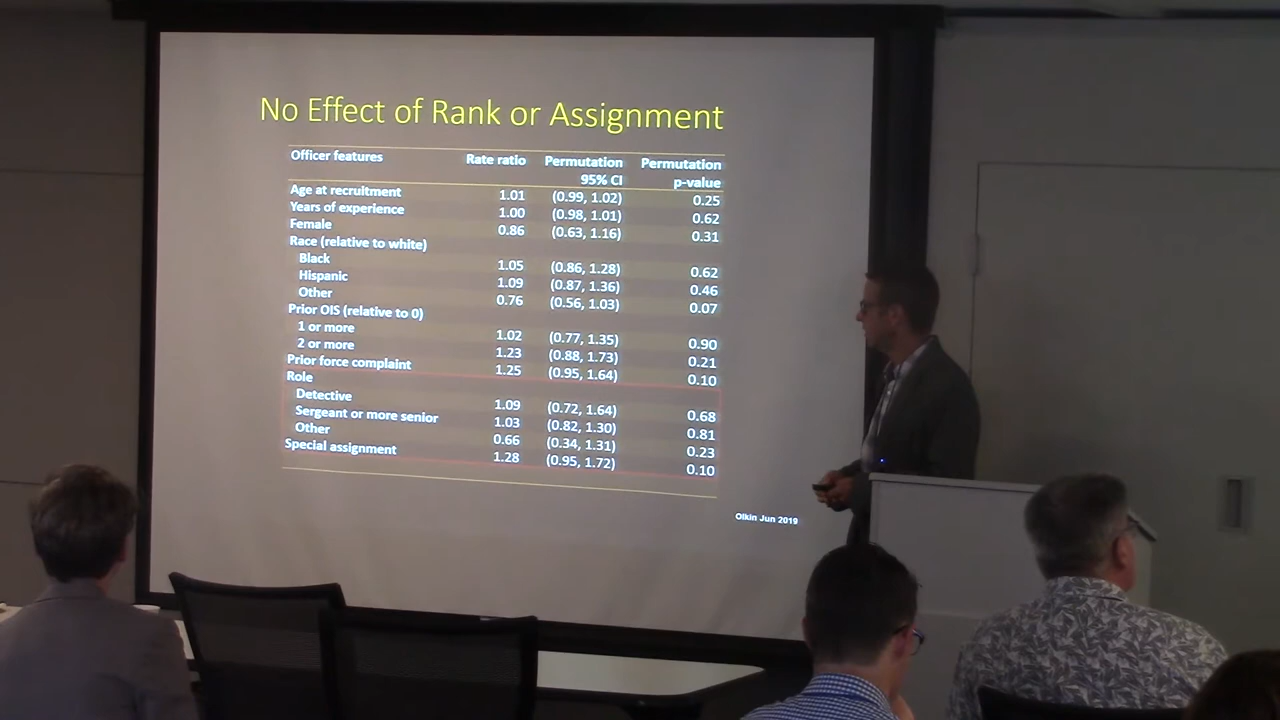 No Effect of Rank or Assignment
Officer features Rate ratio Permutation 95% CI Permutation p-value
Age at recruitment 1.01 (0.99, 1.02) 0.25
Years of experience 1.00 (0.98, 1.01) 0.62
Female 0.86 (0.63, 1.16) 0.31
Race (relative to white)
Black 1.05 (0.86, 1.28) 0.62
Hispanic 1.09 (0.87, 1.36) 0.46
Other 0.76 (0.56, 1.03) 0.07
Prior OIS (relative to 0)
1 or more 1.02 (0.77, 1.35) 0.90
2 or more 1.23 (0.88, 1.73) 0.21
Prior force complaint 1.25 (0.95, 1.64) 0.10
Role
Detective 1.09 (0.72, 1.64) 0.68
Sergeant or more senior 1.03 (0.82, 1.30) 0.81
Other 0.66 (0.34, 1.31) 0.23
Special assignment 1.28 (0.95, 1.72) 0.10
Olkin Jun 2019